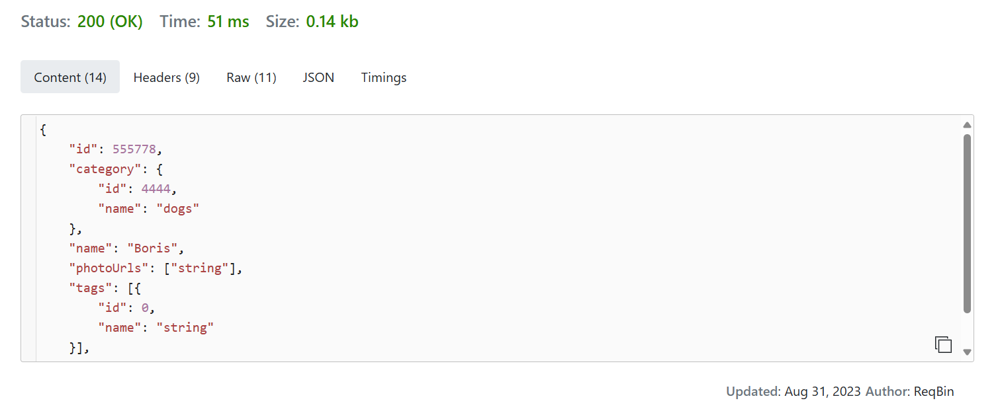 Status: 200 (OK) Time: 51 ms Size: 0.14 kb
Content (14) Headers (9) Raw (11) JSON Timings
{
    "id": 555778,
    "category": {
        "id": 4444,
        "name": "dogs"
    },
    "name": "Boris",
    "photoUrls": ["string"],
    "tags": [{
        "id": 0,
        "name": "string"
    }],
Updated: Aug 31, 2023 Author: ReqBin